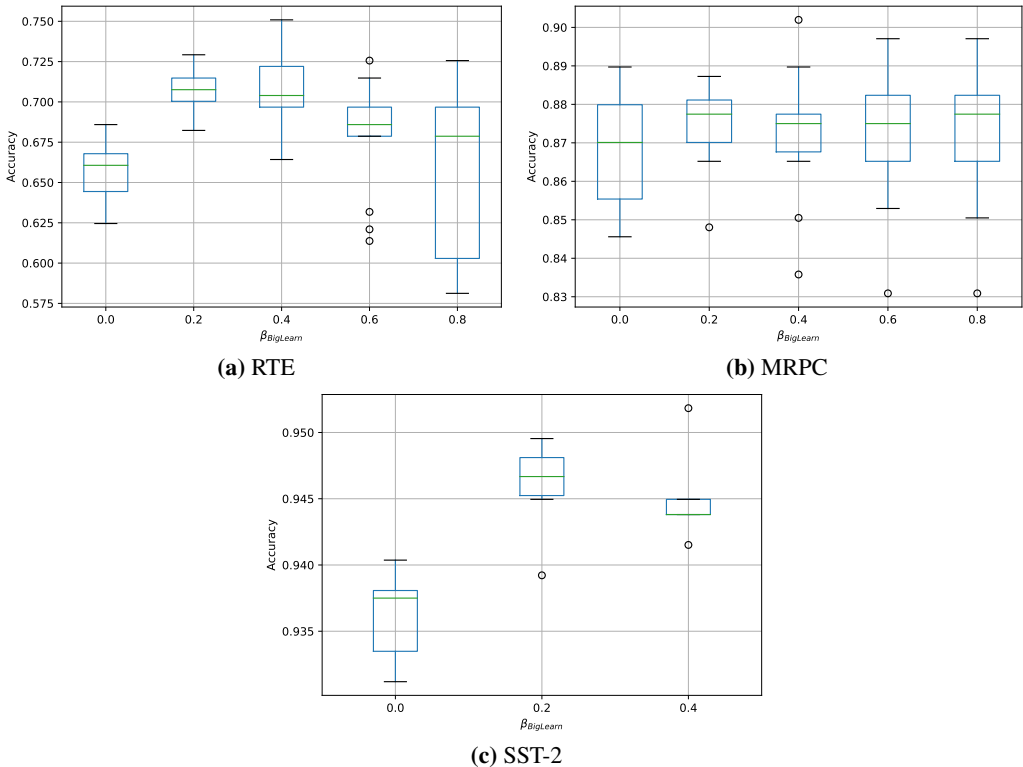 0.750
0.725
0.700
0.675
0.650
0.625
0.600
0.575
Accuracy
0.0 0.2 0.4 0.6 0.8
β_BigLearn
(a) RTE
0.90
0.89
0.88
0.87
0.86
0.85
0.84
0.83
Accuracy
0.0 0.2 0.4 0.6 0.8
β_BigLearn
(b) MRPC
0.950
0.945
0.940
0.935
Accuracy
0.0 0.2 0.4
β_BigLearn
(c) SST-2